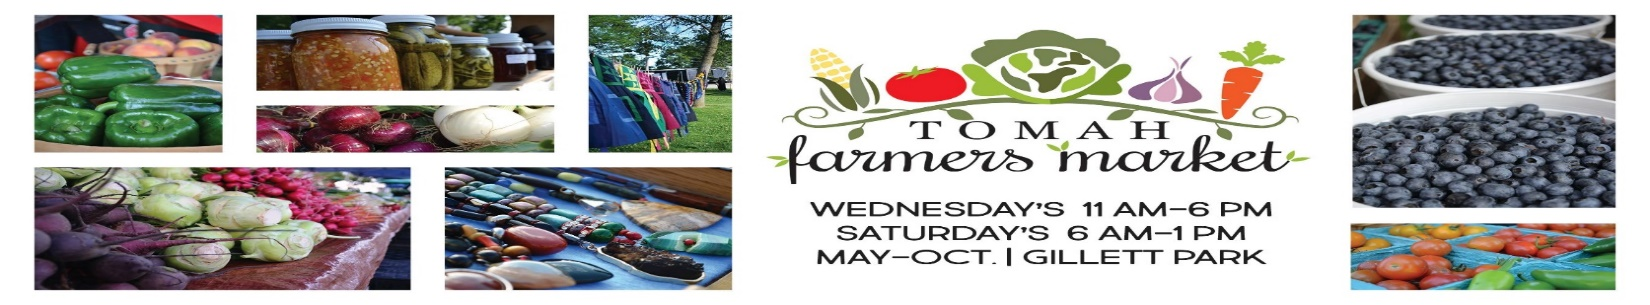 TOMAH
farmers market
WEDNESDAY'S 11 AM–6 PM
SATURDAY'S 6 AM–1 PM
MAY–OCT. | GILLETT PARK